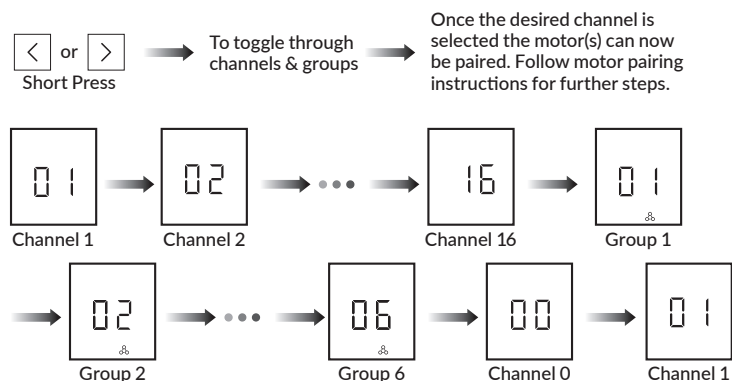 < or >
Short Press
To toggle through
channels & groups
Once the desired channel is
selected the motor(s) can now
be paired. Follow motor pairing
instructions for further steps.
01
02
16
01
Channel 1
Channel 2
Channel 16
Group 1
02
06
00
01
Group 2
Group 6
Channel 0
Channel 1